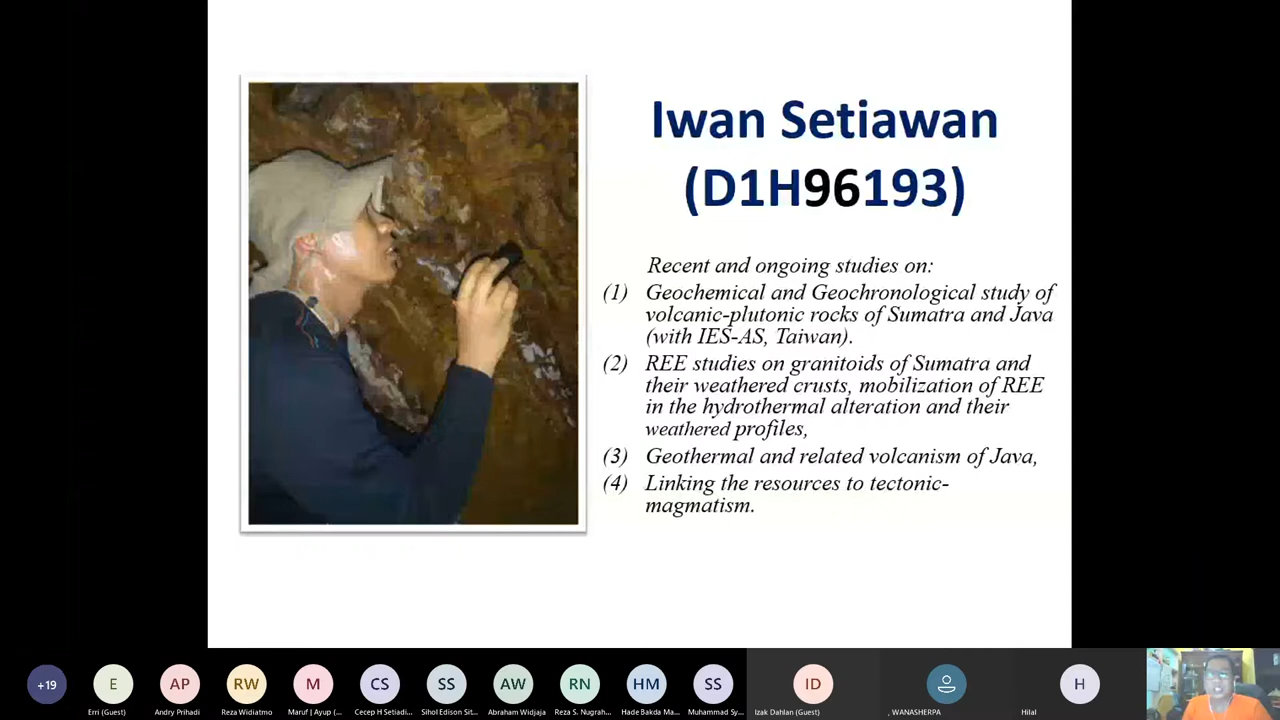 Iwan Setiawan
(D1H96193)
Recent and ongoing studies on:
(1) Geochemical and Geochronological study of
volcanic-plutonic rocks of Sumatra and Java
(with IES-AS, Taiwan).
(2) REE studies on granitoids of Sumatra and
their weathered crusts, mobilization of REE
in the hydrothermal alteration and their
weathered profiles,
(3) Geothermal and related volcanism of Java,
(4) Linking the resources to tectonic-
magmatism.
+19 E AP RW M CS SS AW RN HM SS ID H
Erri (Guest) Andry Prihadi Reza Widiatmo Maruf J Ayup (... Cecep H Setiadi... Sihol Edison Sit... Abraham Widjaja Reza S. Nugrah... Hade Bakda Ma... Muhammad Sy... Izak Dahlan (Guest) , WANASHERPA Hilal